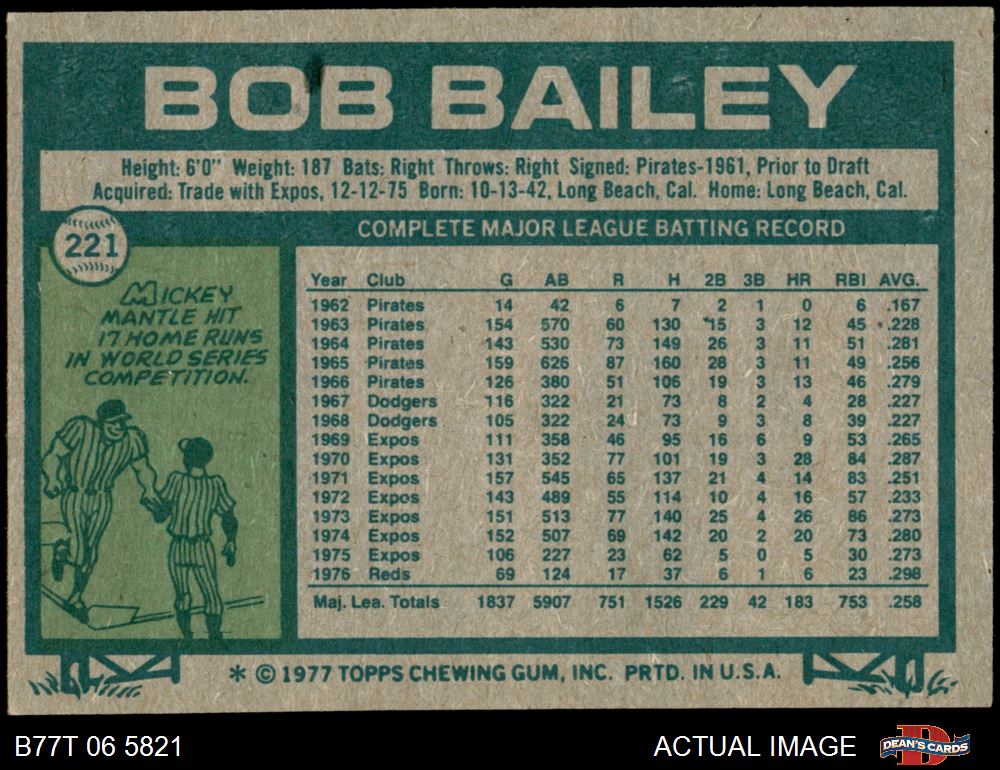 BOB BAILEY
Height: 6'0" Weight: 187 Bats: Right Throws: Right Signed: Pirates-1961, Prior to Draft
Acquired: Trade with Expos, 12-12-75 Born: 10-13-42, Long Beach, Cal. Home: Long Beach, Cal.
221
MICKEY
MANTLE HIT
17 HOME RUNS
IN WORLD SERIES
COMPETITION.
COMPLETE MAJOR LEAGUE BATTING RECORD
Year Club G AB R H 2B 3B HR RBI AVG.
1962 Pirates 14 42 6 7 2 1 0 6 .167
1963 Pirates 154 570 60 130 15 3 12 45 .228
1964 Pirates 143 530 73 149 26 3 11 51 .281
1965 Pirates 159 626 87 160 28 3 11 49 .256
1966 Pirates 126 380 51 106 19 3 13 46 .279
1967 Dodgers 116 322 21 73 8 2 4 28 .227
1968 Dodgers 105 322 24 73 9 3 8 39 .227
1969 Expos 111 358 46 95 16 6 9 53 .265
1970 Expos 131 352 77 101 19 3 28 84 .287
1971 Expos 157 545 65 137 21 4 14 83 .251
1972 Expos 143 489 55 114 10 4 16 57 .233
1973 Expos 151 513 77 140 25 4 26 86 .273
1974 Expos 152 507 69 142 20 2 20 73 .280
1975 Expos 106 227 23 62 5 0 5 30 .273
1976 Reds 69 124 17 37 6 1 6 23 .298
Maj. Lea. Totals 1837 5907 751 1526 229 42 183 753 .258
* © 1977 TOPPS CHEWING GUM, INC. PRTD. IN U.S.A.
B77T 06 5821
ACTUAL IMAGE
D
DEAN'S CARDS